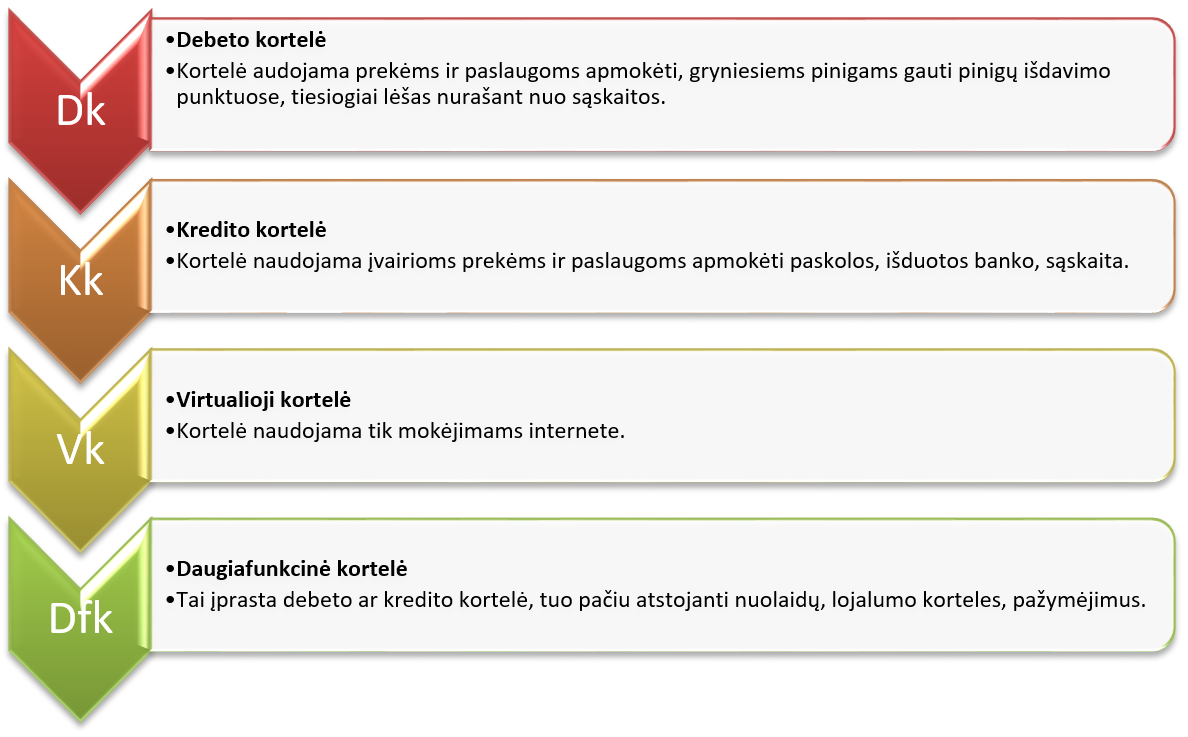 Dk
•Debeto kortelė
•Kortelė audojama prekėms ir paslaugoms apmokėti, gryniesiems pinigams gauti pinigų išdavimo
punktuose, tiesiogiai lėšas nurašant nuo sąskaitos.
Kk
•Kredito kortelė
•Kortelė naudojama įvairioms prekėms ir paslaugoms apmokėti paskolos, išduotos banko, sąskaita.
Vk
•Virtualioji kortelė
•Kortelė naudojama tik mokėjimams internete.
Dfk
•Daugiafunkcinė kortelė
•Tai įprasta debeto ar kredito kortelė, tuo pačiu atstojanti nuolaidų, lojalumo korteles, pažymėjimus.